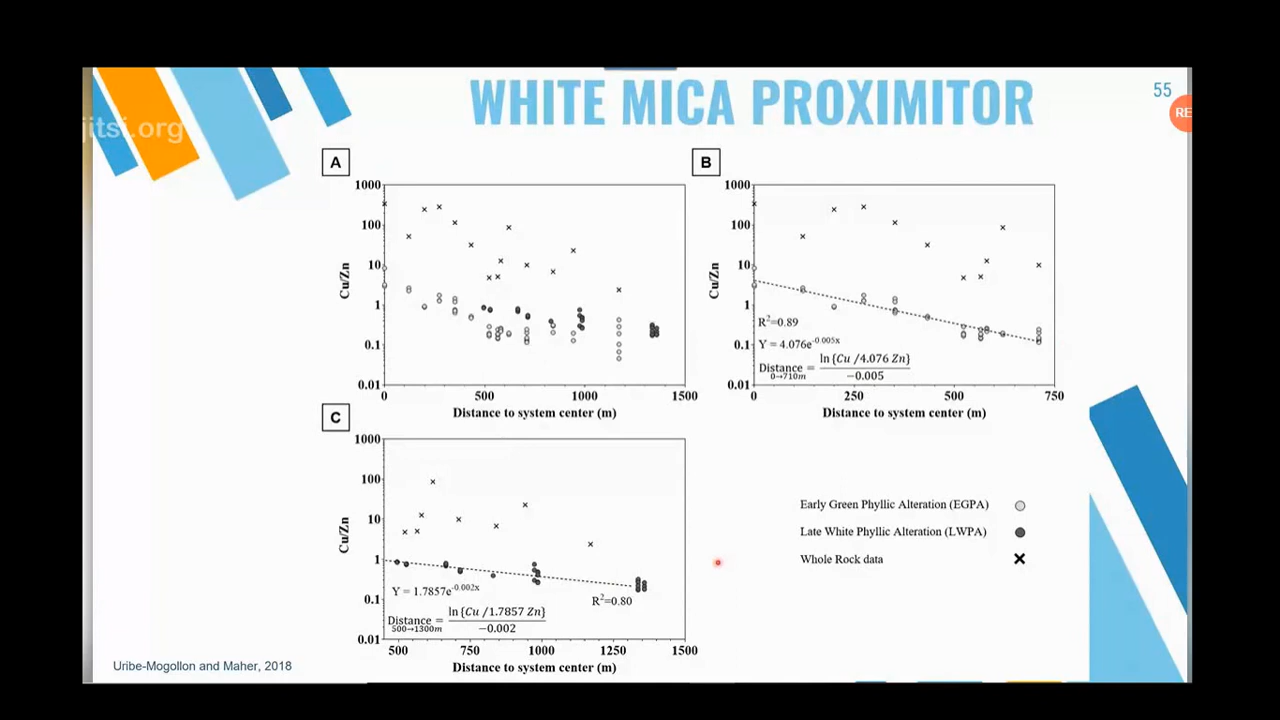 WHITE MICA PROXIMITOR
55
RE
jitsi.org
A
1000
100
10
1
0.1
0.01
Cu/Zn
0
500
1000
1500
Distance to system center (m)
B
1000
100
10
1
0.1
0.01
Cu/Zn
R²=0.89
Y = 4.076e^-0.005x
Distance = ln{Cu /4.076 Zn} / −0.005
0→710m
0
250
500
750
Distance to system center (m)
C
1000
100
10
1
0.1
0.01
Cu/Zn
Y = 1.7857e^-0.002x
R²=0.80
Distance = ln{Cu /1.7857 Zn} / −0.002
500→1300m
500
750
1000
1250
1500
Distance to system center (m)
Early Green Phyllic Alteration (EGPA)
Late White Phyllic Alteration (LWPA)
Whole Rock data
Uribe-Mogollon and Maher, 2018